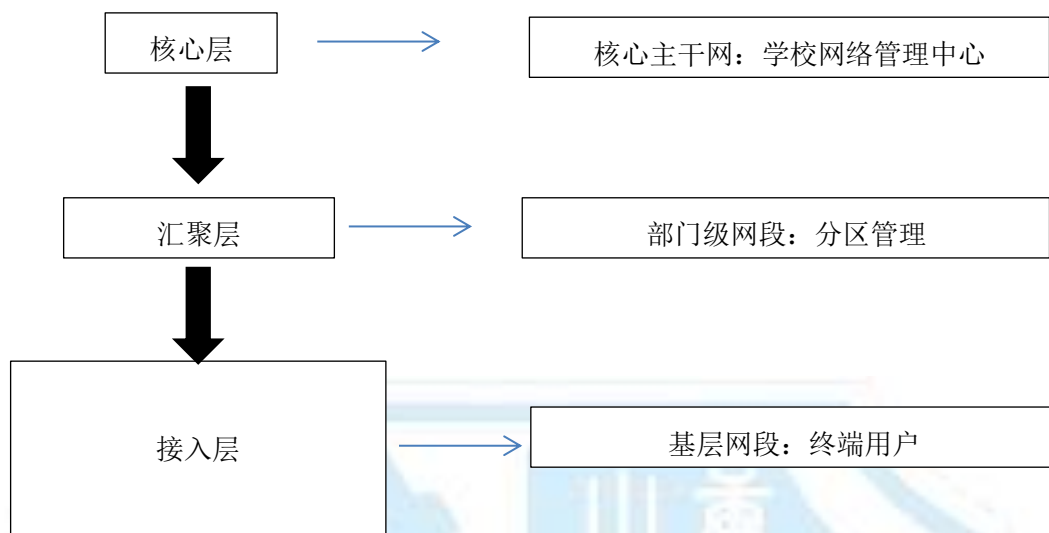 核心层
核心主干网：学校网络管理中心
汇聚层
部门级网段：分区管理
接入层
基层网段：终端用户